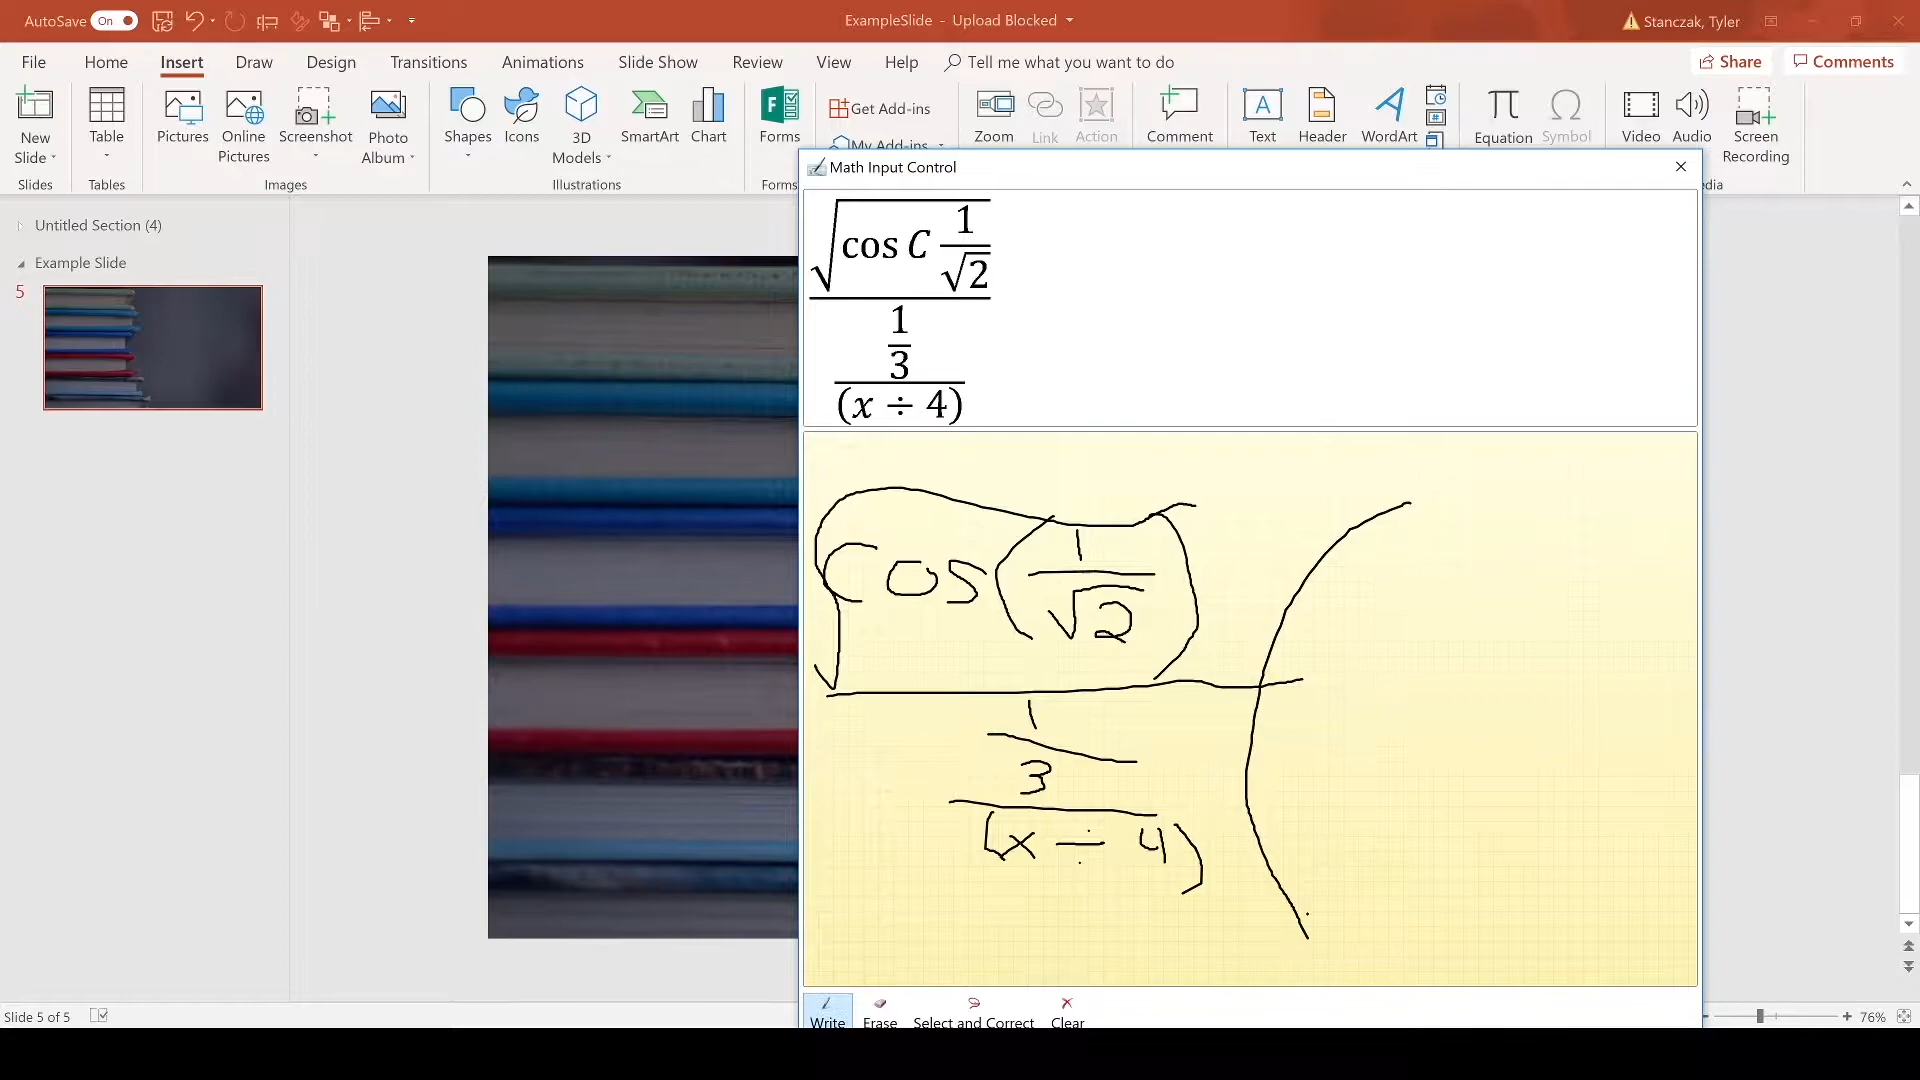 AutoSave On ExampleSlide - Upload Blocked Stanczak, Tyler
File Home Insert Draw Design Transitions Animations Slide Show Review View Help Tell me what you want to do Share Comments
New Slide Table Pictures Online Pictures Screenshot Photo Album Shapes Icons 3D Models SmartArt Chart Forms Get Add-ins My Add-ins Zoom Link Action Comment Text Header WordArt Equation Symbol Video Audio Screen Recording
Slides Tables Images Illustrations Forms dia
Math Input Control
Untitled Section (4)
Example Slide
5
√(cos C 1/√2)
1/3
(x ÷ 4)
Cos(1/√2)
1
3
(x ÷ 4)
(
Write Erase Select and Correct Clear
Slide 5 of 5 76%